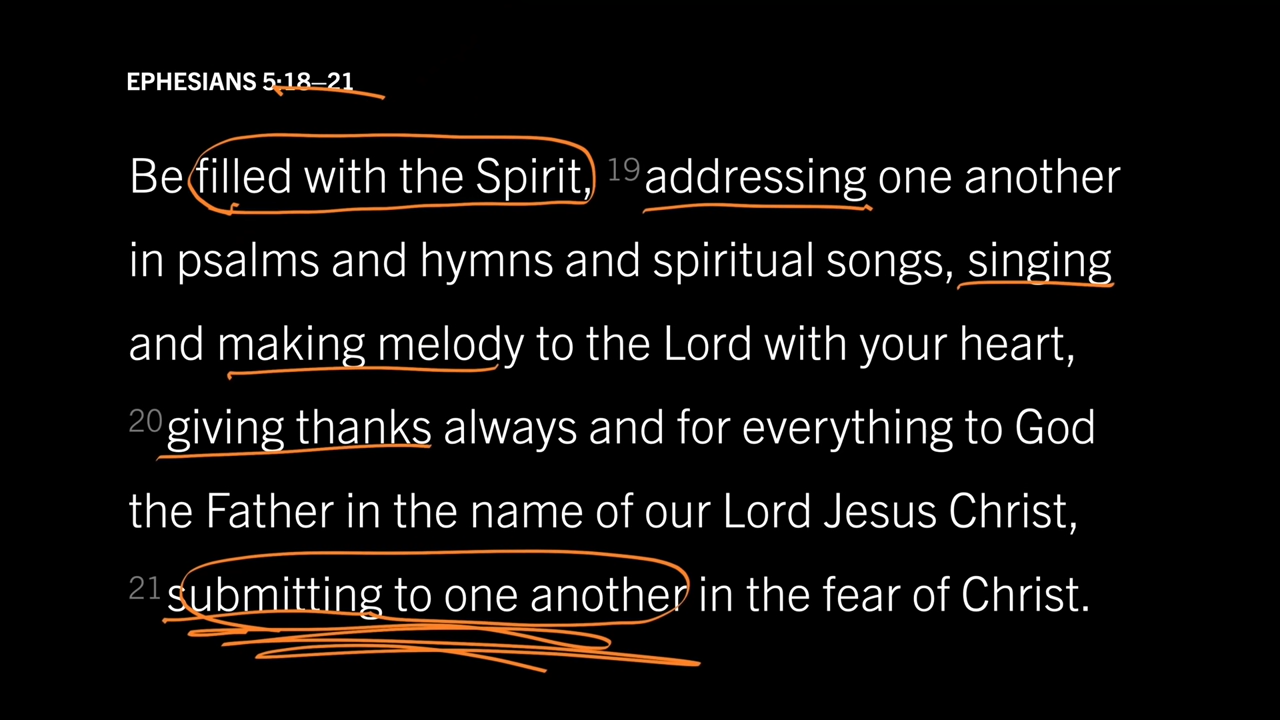 EPHESIANS 5:18–21
Be filled with the Spirit, 19 addressing one another
in psalms and hymns and spiritual songs, singing
and making melody to the Lord with your heart,
20 giving thanks always and for everything to God
the Father in the name of our Lord Jesus Christ,
21 submitting to one another in the fear of Christ.